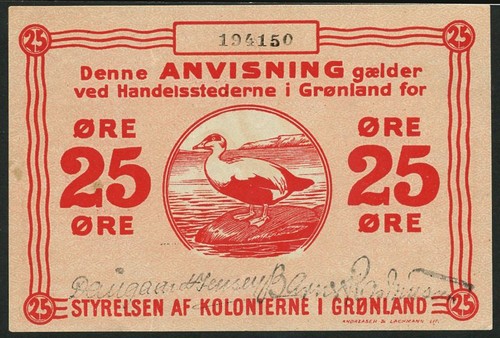 25 194150 25
Denne ANVISNING gælder
ved Handelsstederne i Grønland for
ØRE ØRE
25 25
ØRE ØRE
25 STYRELSEN AF KOLONIERNE I GRØNLAND 25
ANDREASEN & LACHMANN LIT.